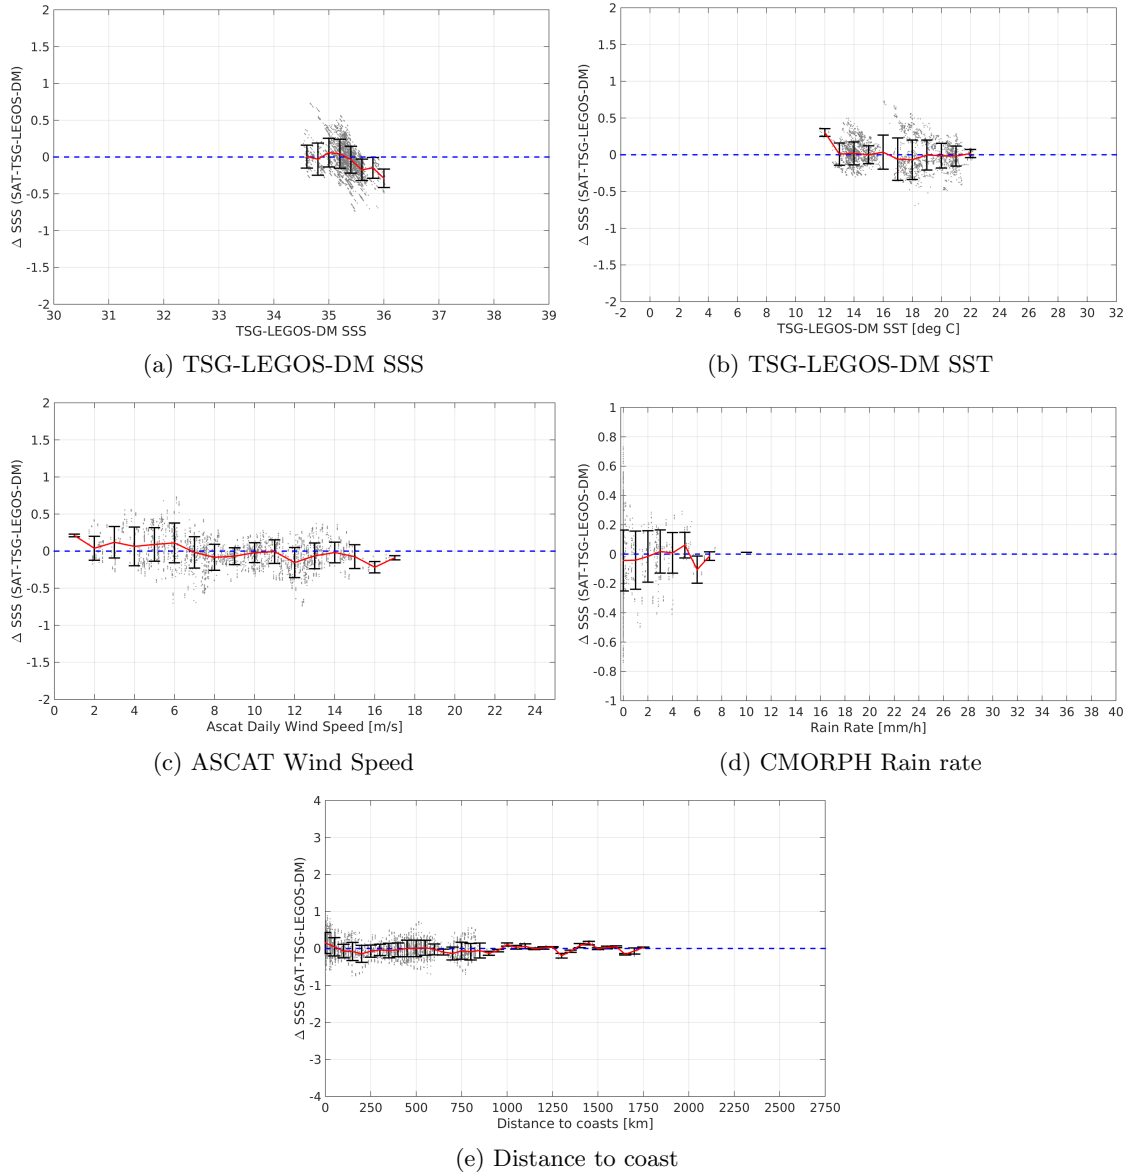 2
1.5
1
0.5
0
-0.5
-1
-1.5
-2
Δ SSS (SAT-TSG-LEGOS-DM)
30 31 32 33 34 35 36 37 38 39
TSG-LEGOS-DM SSS
(a) TSG-LEGOS-DM SSS
2
1.5
1
0.5
0
-0.5
-1
-1.5
-2
Δ SSS (SAT-TSG-LEGOS-DM)
-2 0 2 4 6 8 10 12 14 16 18 20 22 24 26 28 30 32
TSG-LEGOS-DM SST [deg C]
(b) TSG-LEGOS-DM SST
2
1.5
1
0.5
0
-0.5
-1
-1.5
-2
Δ SSS (SAT-TSG-LEGOS-DM)
0 2 4 6 8 10 12 14 16 18 20 22 24
Ascat Daily Wind Speed [m/s]
(c) ASCAT Wind Speed
1
0.8
0.6
0.4
0.2
0
-0.2
-0.4
-0.6
-0.8
-1
Δ SSS (SAT-TSG-LEGOS-DM)
0 2 4 6 8 10 12 14 16 18 20 22 24 26 28 30 32 34 36 38 40
Rain Rate [mm/h]
(d) CMORPH Rain rate
4
3
2
1
0
-1
-2
-3
-4
Δ SSS (SAT-TSG-LEGOS-DM)
0 250 500 750 1000 1250 1500 1750 2000 2250 2500 2750
Distance to coasts [km]
(e) Distance to coast